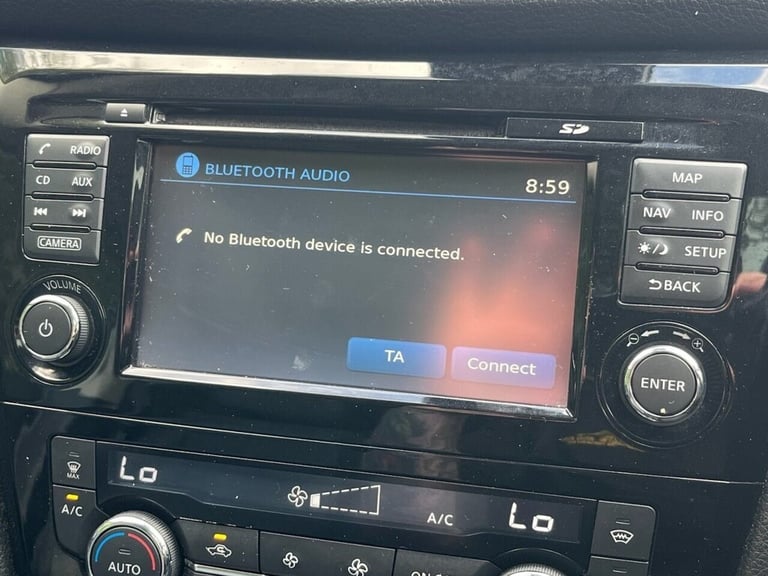 SD
RADIO
CD AUX
CAMERA
VOLUME
BLUETOOTH AUDIO
8:59
No Bluetooth device is connected.
TA
Connect
MAP
NAV INFO
SETUP
BACK
ENTER
MAX
A/C
Lo
A/C
Lo
AUTO
ON